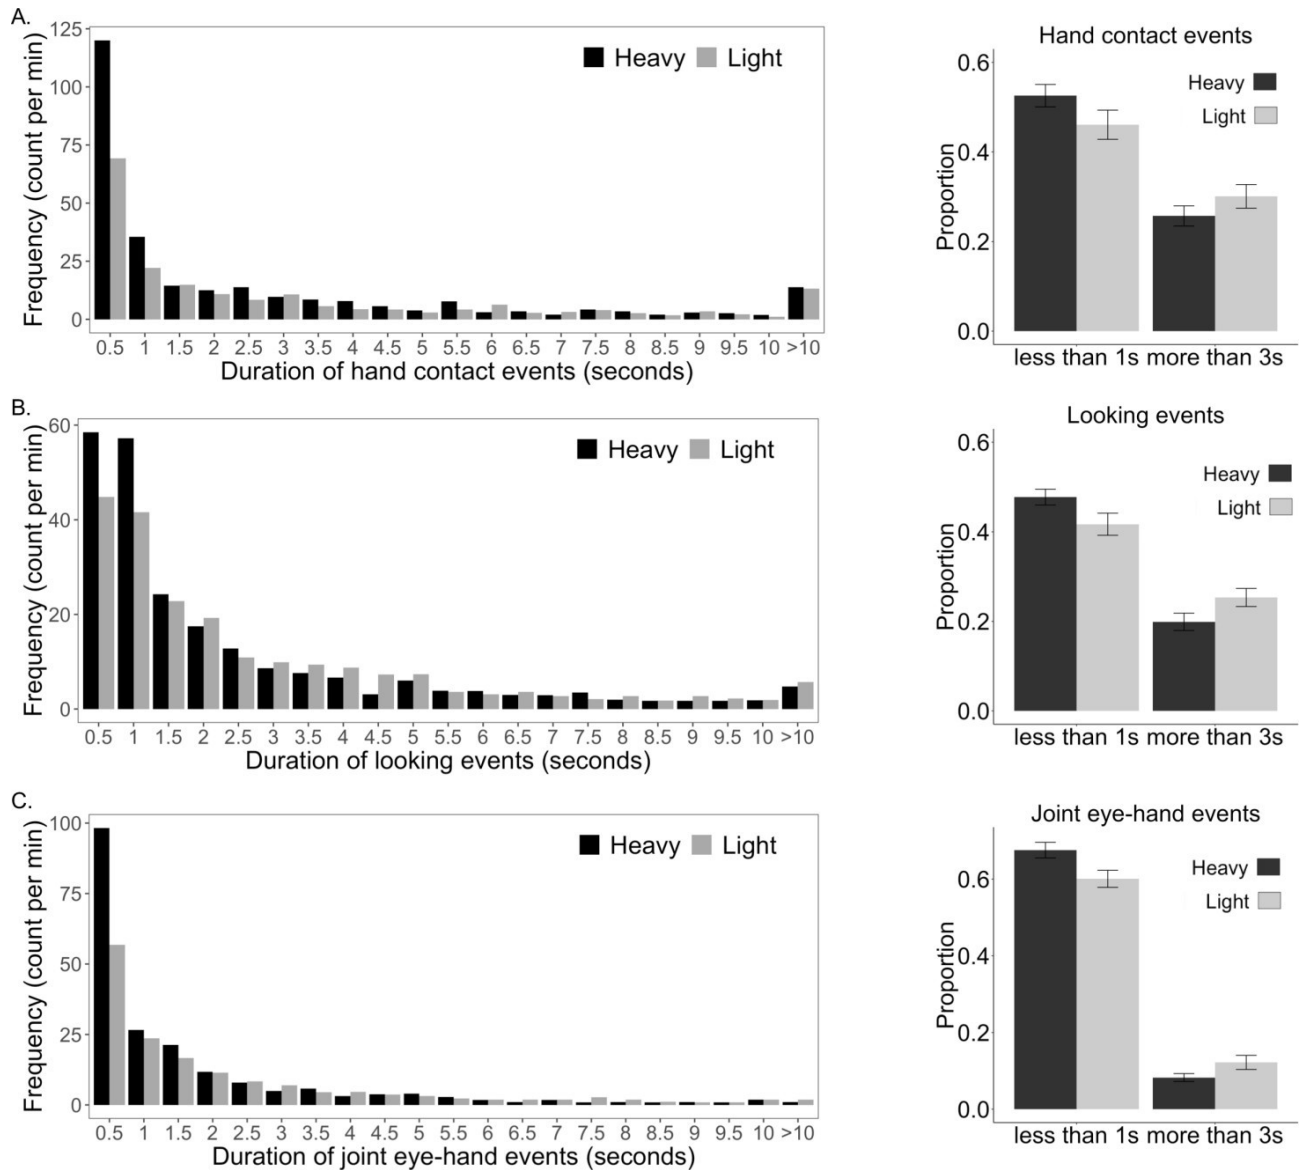 A.
Frequency (count per min)
125
100
75
50
25
0
Heavy Light
0.5 1 1.5 2 2.5 3 3.5 4 4.5 5 5.5 6 6.5 7 7.5 8 8.5 9 9.5 10 >10
Duration of hand contact events (seconds)
Hand contact events
Proportion
0.6
0.4
0.2
0.0
Heavy
Light
less than 1s more than 3s
B.
Frequency (count per min)
60
40
20
0
Heavy Light
0.5 1 1.5 2 2.5 3 3.5 4 4.5 5 5.5 6 6.5 7 7.5 8 8.5 9 9.5 10 >10
Duration of looking events (seconds)
Looking events
Proportion
0.6
0.4
0.2
0.0
Heavy
Light
less than 1s more than 3s
C.
Frequency (count per min)
100
75
50
25
0
Heavy Light
0.5 1 1.5 2 2.5 3 3.5 4 4.5 5 5.5 6 6.5 7 7.5 8 8.5 9 9.5 10 >10
Duration of joint eye-hand events (seconds)
Joint eye-hand events
Proportion
0.6
0.4
0.2
0.0
Heavy
Light
less than 1s more than 3s